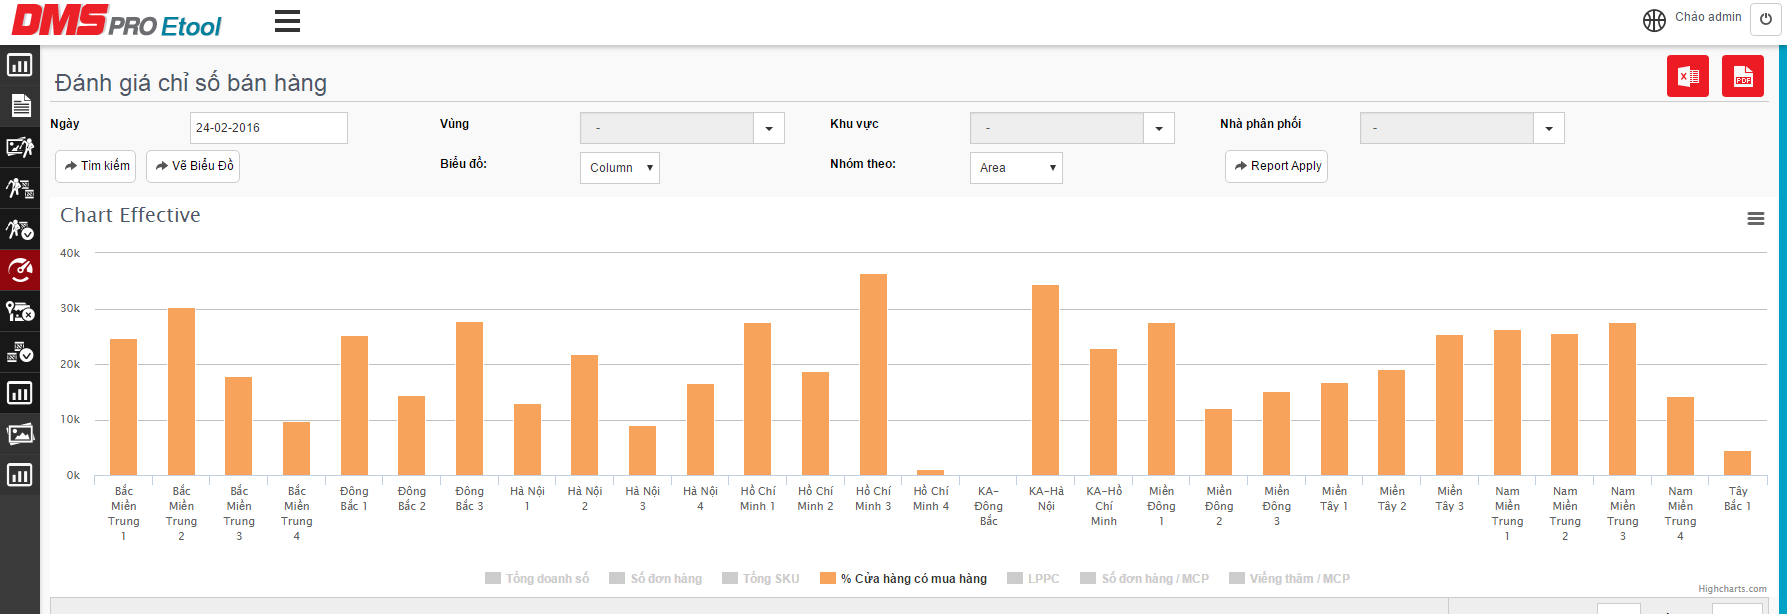 DMSPRO Etool
Chào admin
Đánh giá chỉ số bán hàng
PDF
Ngày 24-02-2016 Vùng - Khu vực - Nhà phân phối -
Tìm kiếm Vẽ Biểu Đồ Biểu đồ: Column Nhóm theo: Area Report Apply
Chart Effective
40k
30k
20k
10k
0k
Bắc Miền Trung 1
Bắc Miền Trung 2
Bắc Miền Trung 3
Bắc Miền Trung 4
Đông Bắc 1
Đông Bắc 2
Đông Bắc 3
Hà Nội 1
Hà Nội 2
Hà Nội 3
Hà Nội 4
Hồ Chí Minh 1
Hồ Chí Minh 2
Hồ Chí Minh 3
Hồ Chí Minh 4
KA-Đông Bắc
KA-Hà Nội
KA-Hồ Chí Minh
Miền Đông 1
Miền Đông 2
Miền Đông 3
Miền Tây 1
Miền Tây 2
Miền Tây 3
Nam Miền Trung 1
Nam Miền Trung 2
Nam Miền Trung 3
Nam Miền Trung 4
Tây Bắc 1
Tổng doanh số Số đơn hàng Tổng SKU % Cửa hàng có mua hàng LPPC Số đơn hàng / MCP Viếng thăm / MCP
Highcharts.com